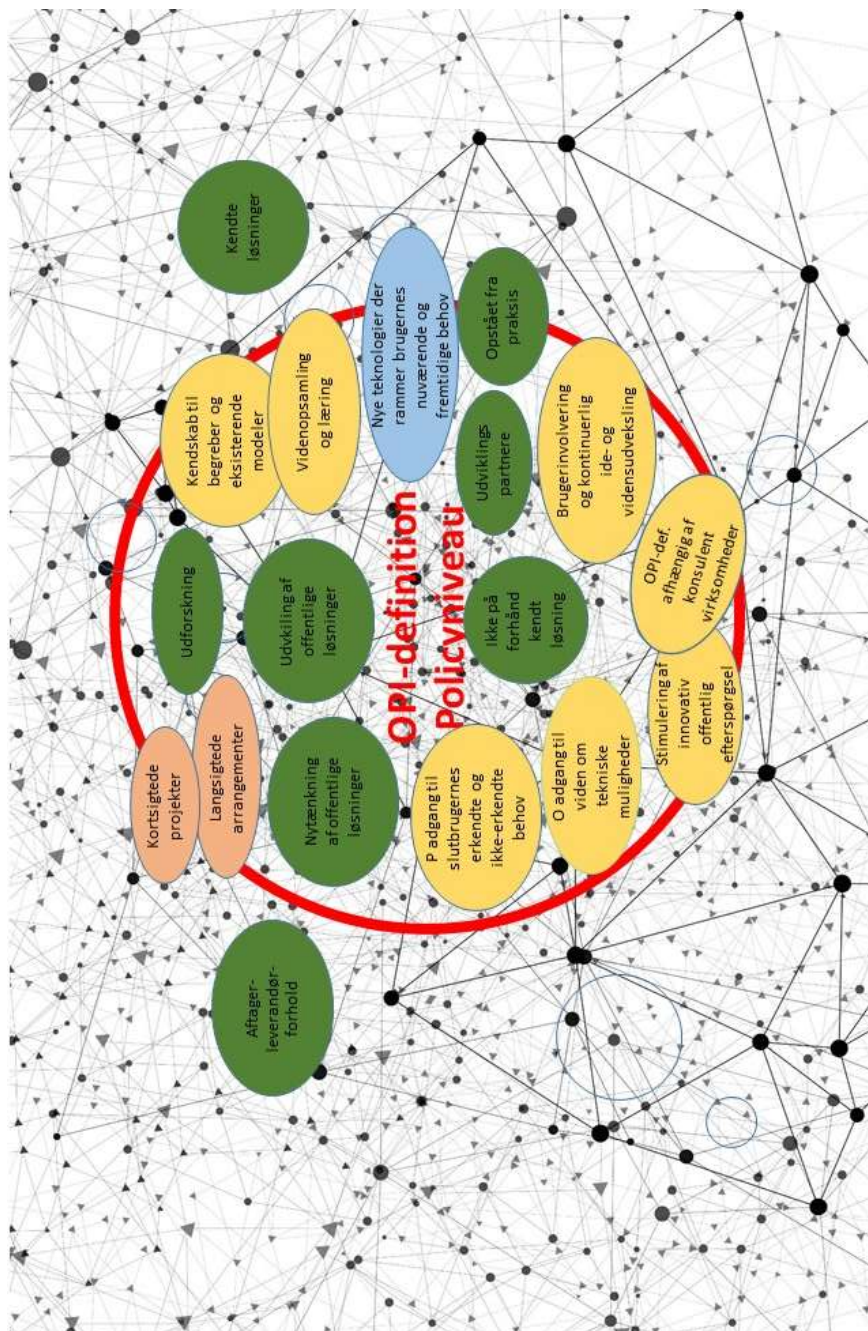 Kortsigtede
projekter
Langsigtede
arrangementer
Udforskning
Kendskab til
begreber og
eksisterende
modeler
Kendte
løsninger
Aftager-
leverandør-
forhold
Nytænkning
af offentlige
løsninger
Udvkiling af
offentlige
løsninger
Videnopsamling
og læring
Nye teknologier der
rammer brugernes
nuværende og
fremtidige behov
OPI-definition
Policyniveau
P adgang til
slutbrugernes
erkendte og
ikke-erkendte
behov
Ikke på
forhånd
kendt
løsning
Udviklings
partnere
Opstået fra
praksis
O adgang til
viden om
tekniske
muligheder
Brugerinvolvering
og kontinuerlig
ide- og
vidensudveksling
Stimulering af
innovativ
offentlig
efterspørgsel
OPI-def.
afhængig af
konsulent
virksomheder